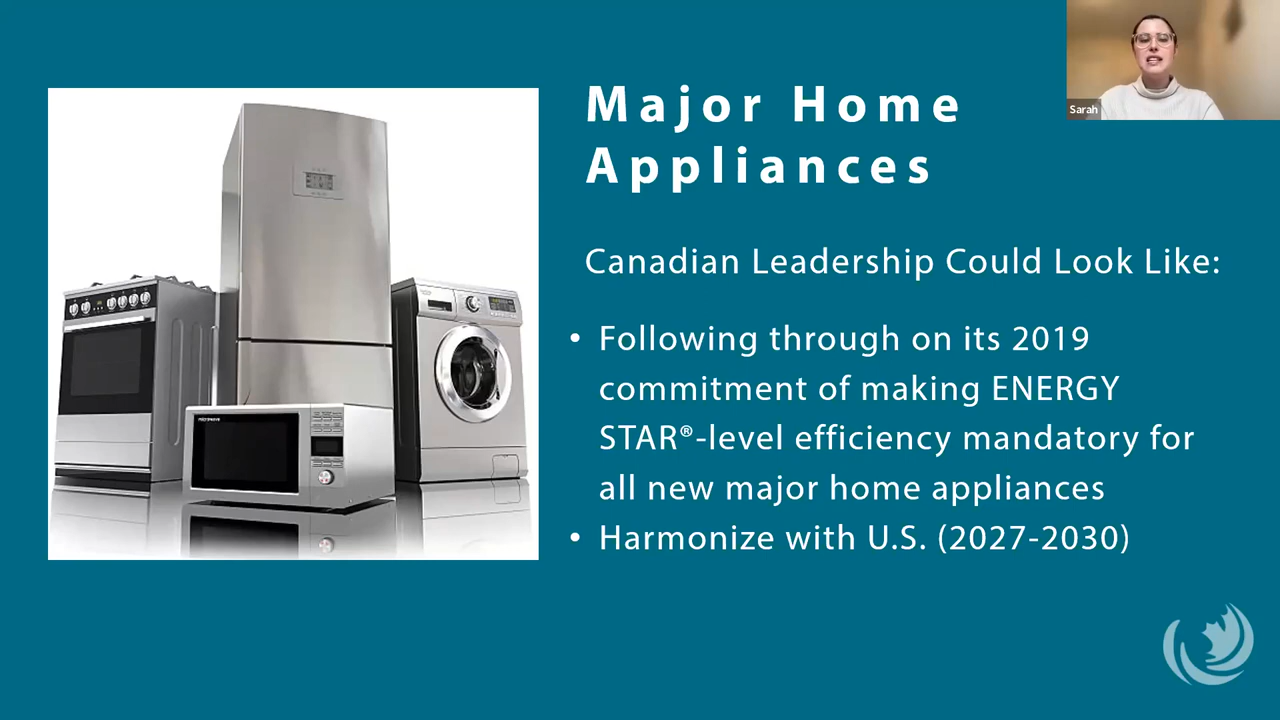 Sarah
Major Home
Appliances
Canadian Leadership Could Look Like:
• Following through on its 2019
commitment of making ENERGY
STAR®-level efficiency mandatory for
all new major home appliances
• Harmonize with U.S. (2027-2030)